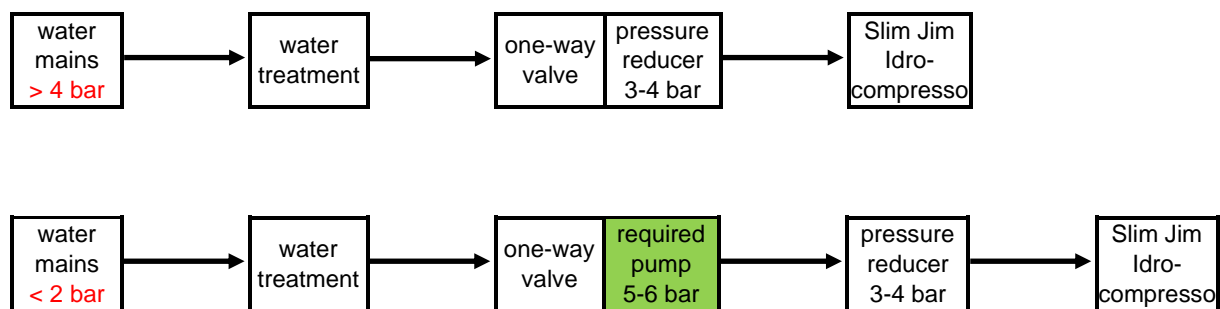 water
mains
> 4 bar
water
treatment
one-way
valve
pressure
reducer
3-4 bar
Slim Jim
Idro-
compresso
water
mains
< 2 bar
water
treatment
one-way
valve
required
pump
5-6 bar
pressure
reducer
3-4 bar
Slim Jim
Idro-
compresso